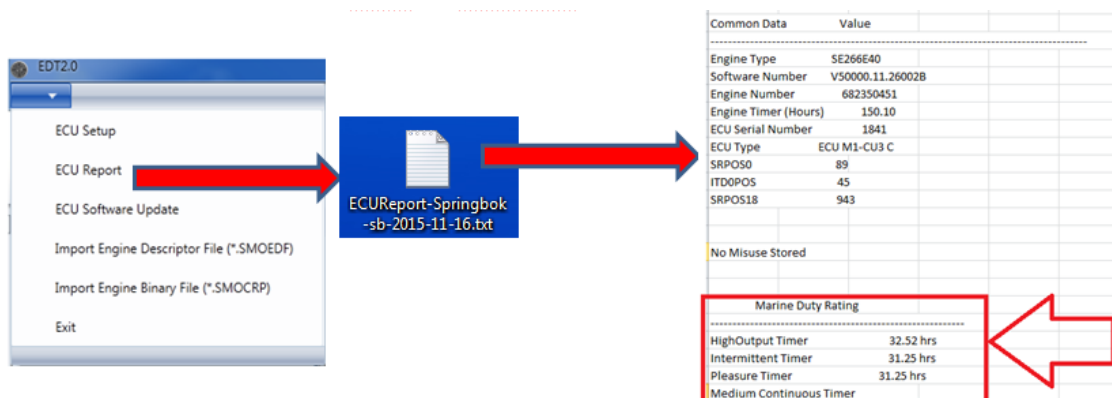 EDT2.0
ECU Setup
ECU Report
ECU Software Update
Import Engine Descriptor File (*.SMOEDF)
Import Engine Binary File (*.SMOCRP)
Exit
ECUReport-Springbok
-sb-2015-11-16.txt
Common Data Value
Engine Type SE266E40
Software Number V50000.11.26002B
Engine Number 682350451
Engine Timer (Hours) 150.10
ECU Serial Number 1841
ECU Type ECU M1-CU3 C
SRPOS0 89
ITD0POS 45
SRPOS18 943
No Misuse Stored
Marine Duty Rating
HighOutput Timer 32.52 hrs
Intermittent Timer 31.25 hrs
Pleasure Timer 31.25 hrs
Medium Continuous Timer